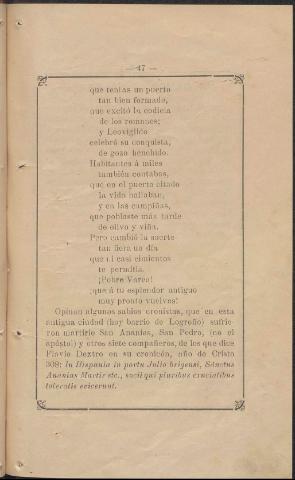 — 47 —
que tenías un puerto
tan bien formado,
que excitó la codicia
de los romanos;
y Leovigildo
celebró su conquista,
de gozo henchido.
Habitantes á miles
también contabas,
que en el puerto citado
la vida hallaban,
y en las campiñas,
que poblaste más tarde
de olivo y viña.
Pero cambió la suerte
tan fiera un día
que ni casi cimientos
te permitía.
¡Pobre Varea!
¡que á tu esplendor antiguo
muy pronto vuelvas!
Opinan algunos sabios cronistas, que en esta
antigua ciudad (hoy barrio de Logroño) sufrie-
ron martirio San Ananías, San Pedro, (no el
apóstol) y otros siete compañeros, de los que dice
Flavio Dextro en su cronicón, año de Cristo
308: In Hispania in portu Julio brigensi, Sanctus
Ananias Martir etc., socii qui pluribus cruciatibus
toleratis evicerunt.